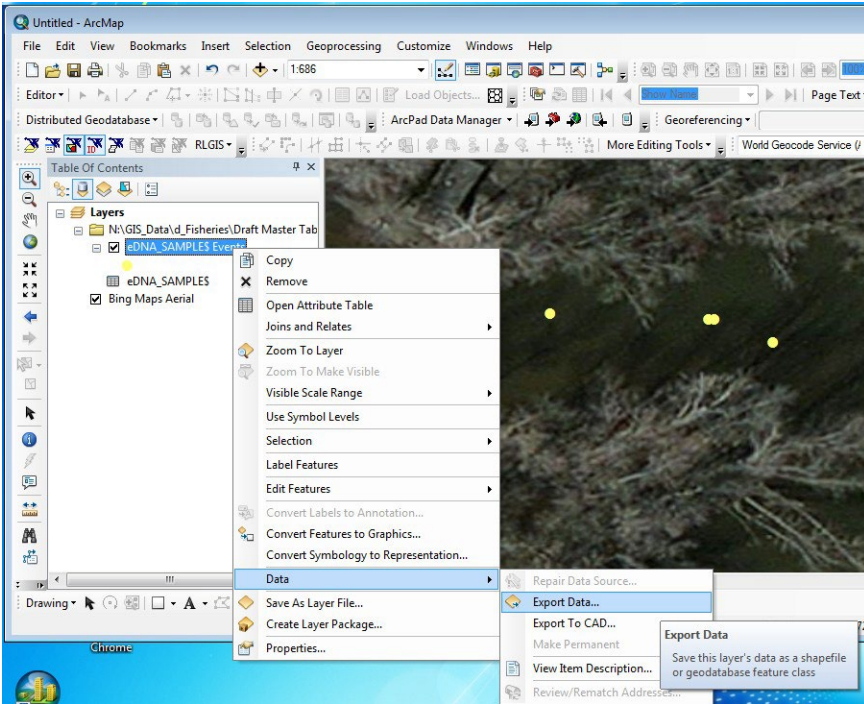 Untitled - ArcMap
File Edit View Bookmarks Insert Selection Geoprocessing Customize Windows Help
1:686
Editor Load Objects... Show Name Page Text
Distributed Geodatabase ArcPad Data Manager Georeferencing
RLGIS More Editing Tools World Geocode Service (
Table Of Contents
Layers
N:\GIS_Data\d_Fisheries\Draft Master Tab
eDNA_SAMPLE$ Events
eDNA_SAMPLE$
Bing Maps Aerial
Copy
Remove
Open Attribute Table
Joins and Relates
Zoom To Layer
Zoom To Make Visible
Visible Scale Range
Use Symbol Levels
Selection
Label Features
Edit Features
Convert Labels to Annotation...
Convert Features to Graphics...
Convert Symbology to Representation...
Data
Save As Layer File...
Create Layer Package...
Properties...
Repair Data Source...
Export Data...
Export To CAD...
Make Permanent
View Item Description...
Review/Rematch Addresses...
Export Data
Save this layer's data as a shapefile
or geodatabase feature class
Drawing A
Chrome